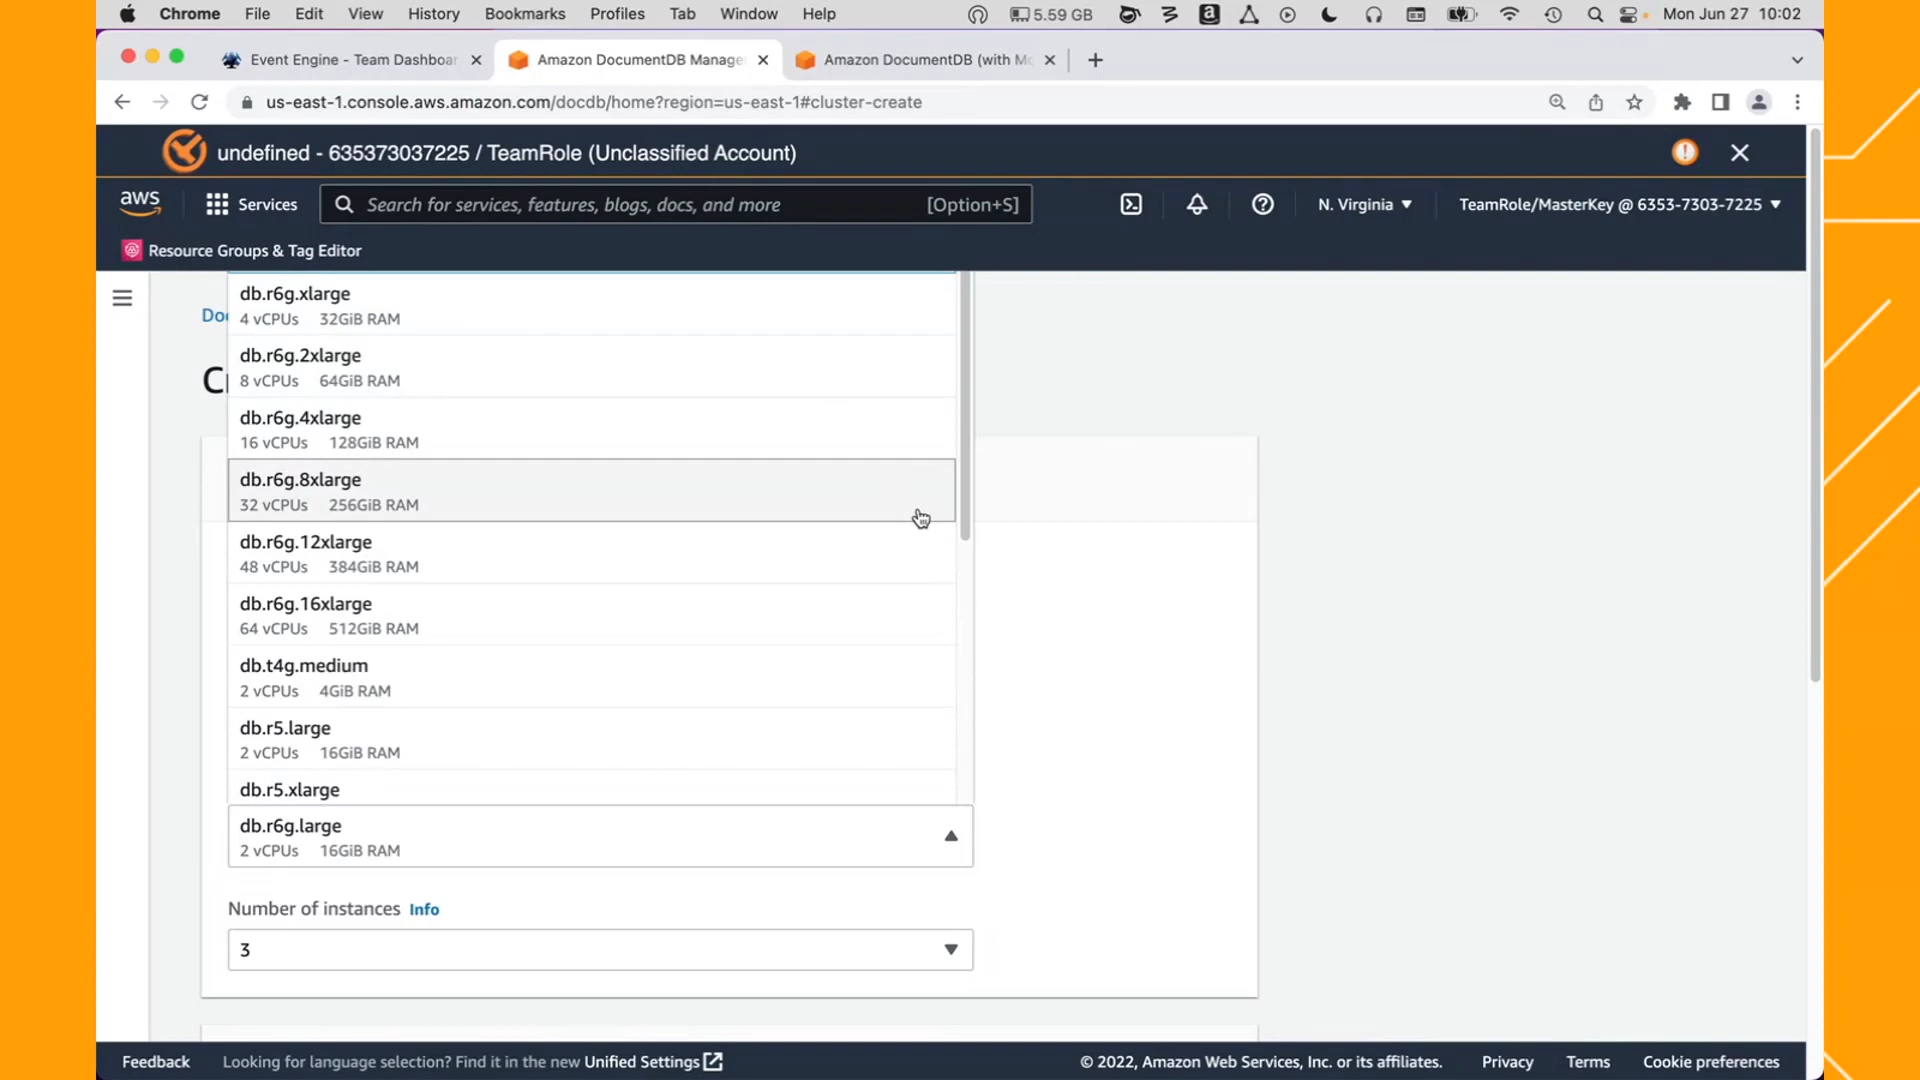 Chrome File Edit View History Bookmarks Profiles Tab Window Help 5.59 GB Mon Jun 27 10:02
Event Engine - Team Dashboar Amazon DocumentDB Manage Amazon DocumentDB (with Mo
us-east-1.console.aws.amazon.com/docdb/home?region=us-east-1#cluster-create
undefined - 635373037225 / TeamRole (Unclassified Account)
aws Services Search for services, features, blogs, docs, and more [Option+S] N. Virginia TeamRole/MasterKey @ 6353-7303-7225
Resource Groups & Tag Editor
db.r6g.xlarge
Doc
4 vCPUs 32GiB RAM
db.r6g.2xlarge
Cr
8 vCPUs 64GiB RAM
db.r6g.4xlarge
16 vCPUs 128GiB RAM
db.r6g.8xlarge
32 vCPUs 256GiB RAM
db.r6g.12xlarge
48 vCPUs 384GiB RAM
db.r6g.16xlarge
64 vCPUs 512GiB RAM
db.t4g.medium
2 vCPUs 4GiB RAM
db.r5.large
2 vCPUs 16GiB RAM
db.r5.xlarge
db.r6g.large
2 vCPUs 16GiB RAM
Number of instances Info
3
Feedback Looking for language selection? Find it in the new Unified Settings © 2022, Amazon Web Services, Inc. or its affiliates. Privacy Terms Cookie preferences